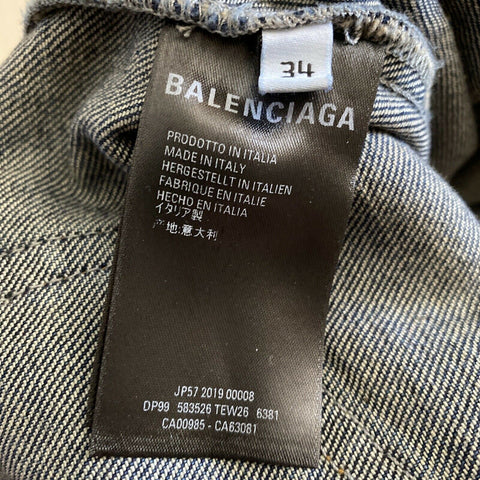 34
BALENCIAGA
PRODOTTO IN ITALIA
MADE IN ITALY
HERGESTELLT IN ITALIEN
FABRIQUE EN ITALIE
HECHO EN ITALIA
イタリア製
产地:意大利
JP57 2019 00008
DP99 583526 TEW26 6381
CA00985 - CA63081